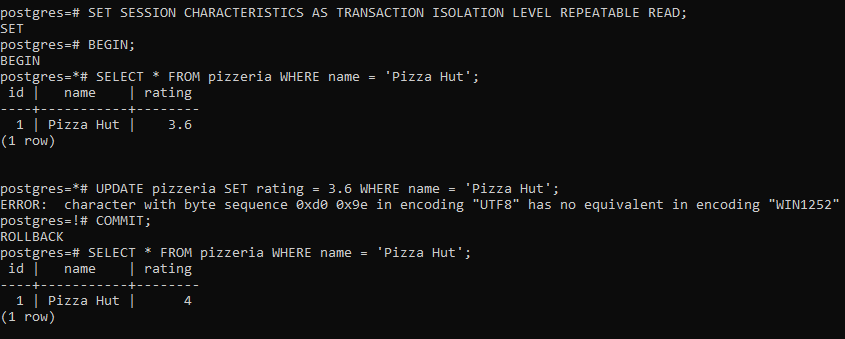 postgres=# SET SESSION CHARACTERISTICS AS TRANSACTION ISOLATION LEVEL REPEATABLE READ;
SET
postgres=# BEGIN;
BEGIN
postgres=*# SELECT * FROM pizzeria WHERE name = 'Pizza Hut';
 id |   name    | rating
----+-----------+--------
  1 | Pizza Hut |    3.6
(1 row)
postgres=*# UPDATE pizzeria SET rating = 3.6 WHERE name = 'Pizza Hut';
ERROR:  character with byte sequence 0xd0 0x9e in encoding "UTF8" has no equivalent in encoding "WIN1252"
postgres=!# COMMIT;
ROLLBACK
postgres=# SELECT * FROM pizzeria WHERE name = 'Pizza Hut';
 id |   name    | rating
----+-----------+--------
  1 | Pizza Hut |      4
(1 row)